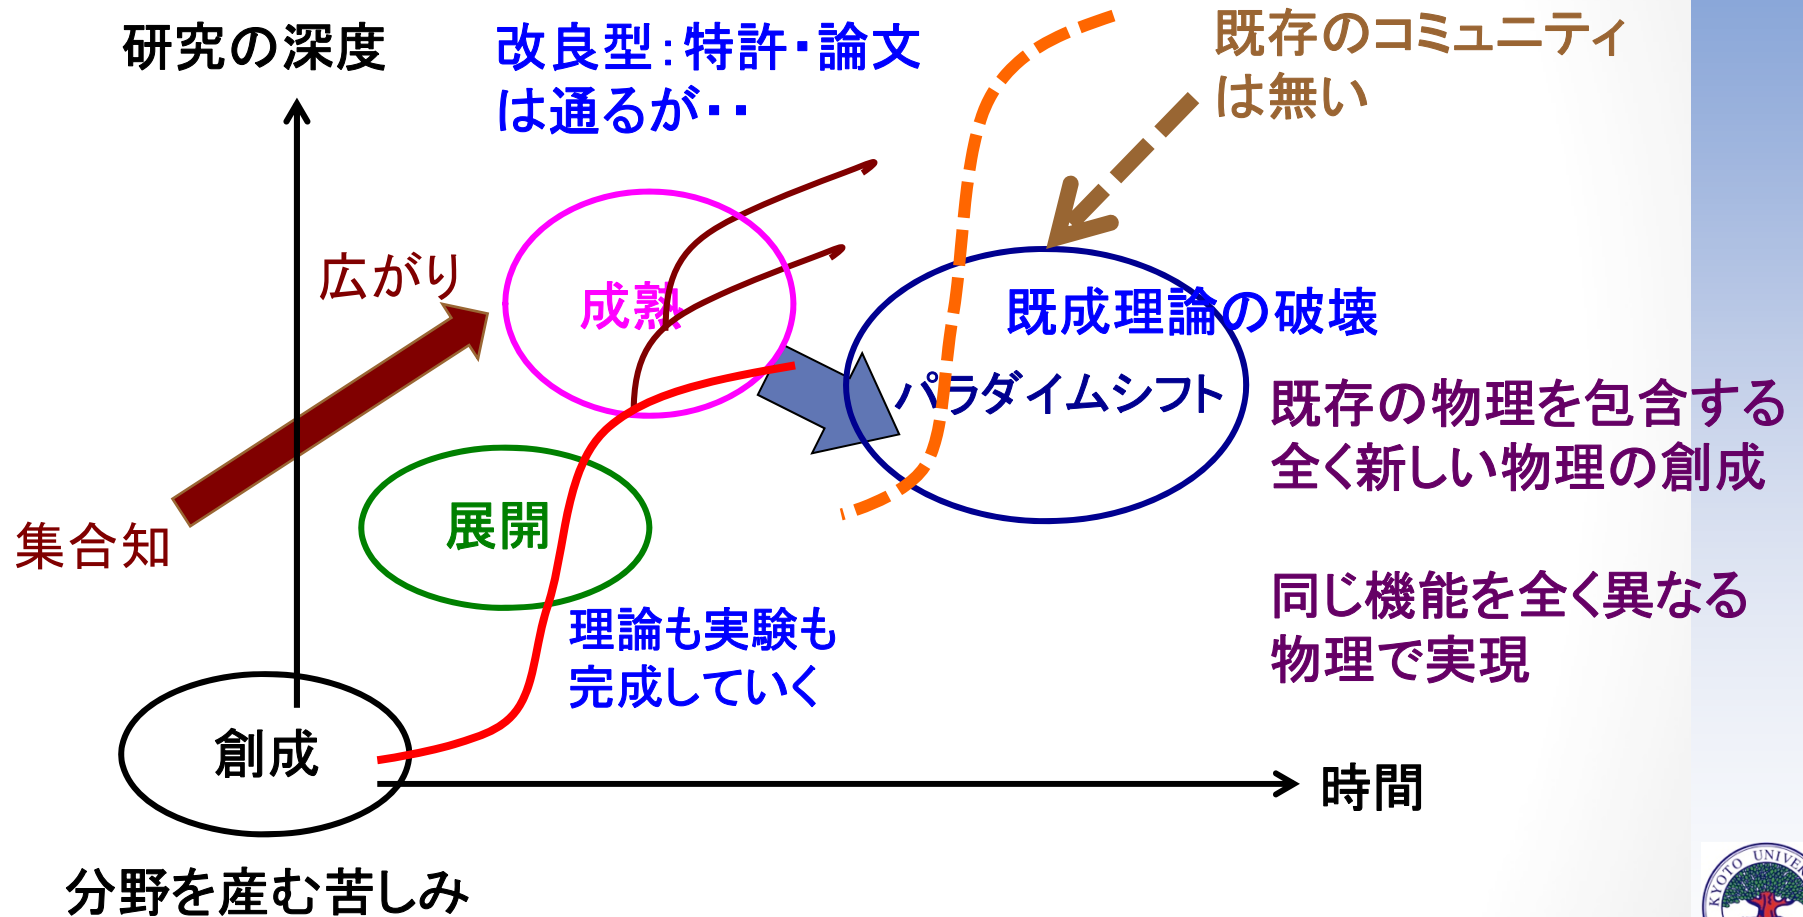 研究の深度
改良型：特許・論文
は通るが・・
既存のコミュニティ
は無い
広がり
成熟
既成理論の破壊
パラダイムシフト
既存の物理を包含する
全く新しい物理の創成
集合知
展開
理論も実験も
完成していく
同じ機能を全く異なる
物理で実現
創成
時間
分野を産む苦しみ
KYOTO